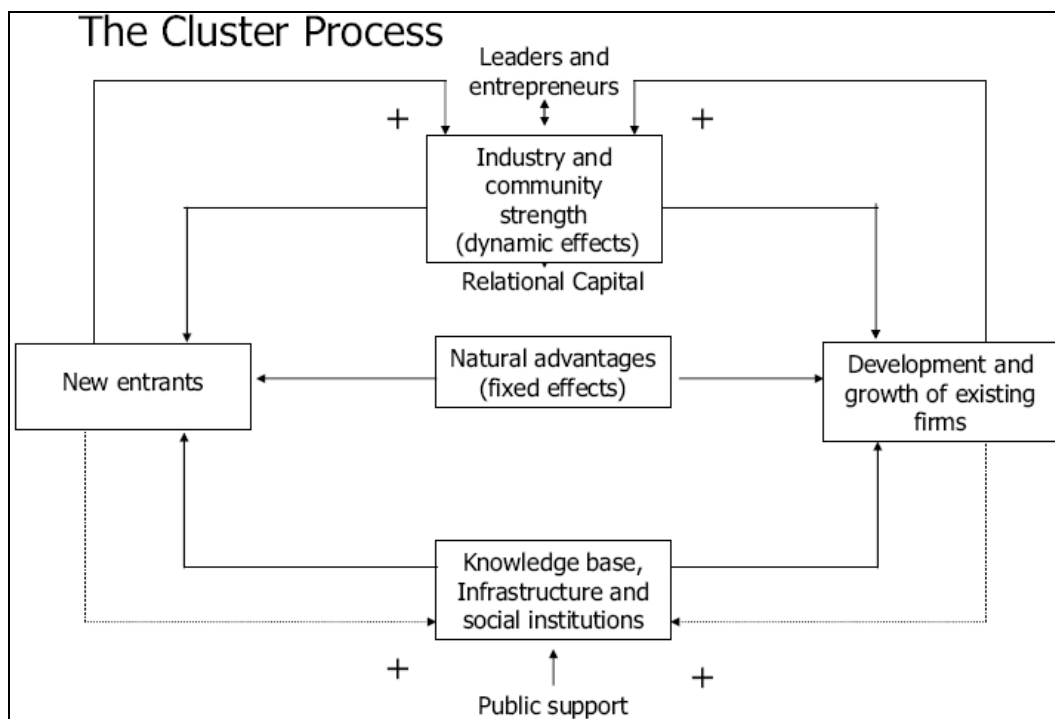 The Cluster Process
Leaders and
entrepreneurs
+
+
Industry and
community
strength
(dynamic effects)
Relational Capital
New entrants
Natural advantages
(fixed effects)
Development and
growth of existing
firms
Knowledge base,
Infrastructure and
social institutions
+
+
Public support